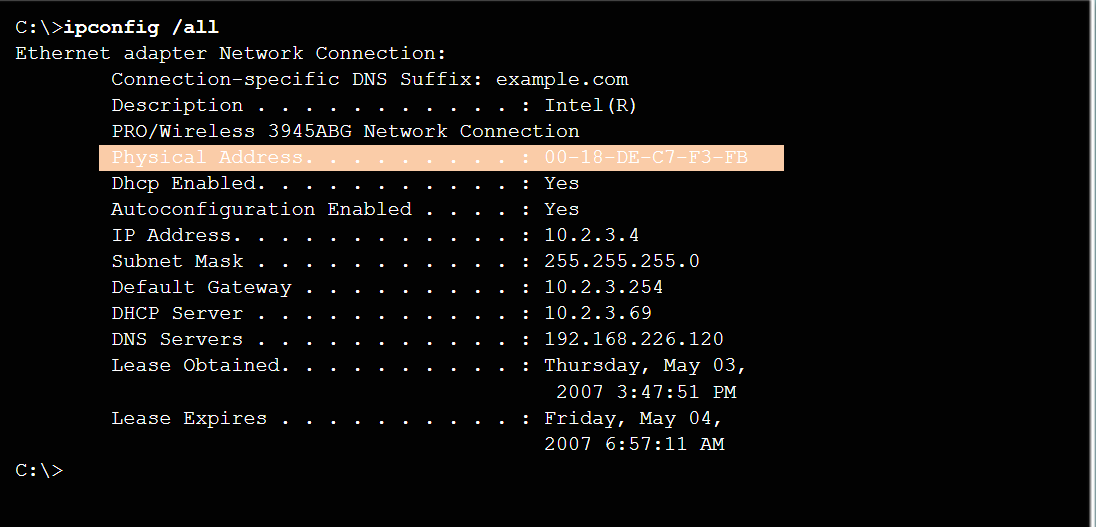 C:\>ipconfig /all
Ethernet adapter Network Connection:
Connection-specific DNS Suffix: example.com
Description . . . . . . . . . . . : Intel(R)
PRO/Wireless 3945ABG Network Connection
Physical Address. . . . . . . . . : 00-18-DE-C7-F3-FB
Dhcp Enabled. . . . . . . . . . . : Yes
Autoconfiguration Enabled . . . . : Yes
IP Address. . . . . . . . . . . . : 10.2.3.4
Subnet Mask . . . . . . . . . . . : 255.255.255.0
Default Gateway . . . . . . . . . : 10.2.3.254
DHCP Server . . . . . . . . . . . : 10.2.3.69
DNS Servers . . . . . . . . . . . : 192.168.226.120
Lease Obtained. . . . . . . . . . : Thursday, May 03,
2007 3:47:51 PM
Lease Expires . . . . . . . . . . : Friday, May 04,
2007 6:57:11 AM
C:\>